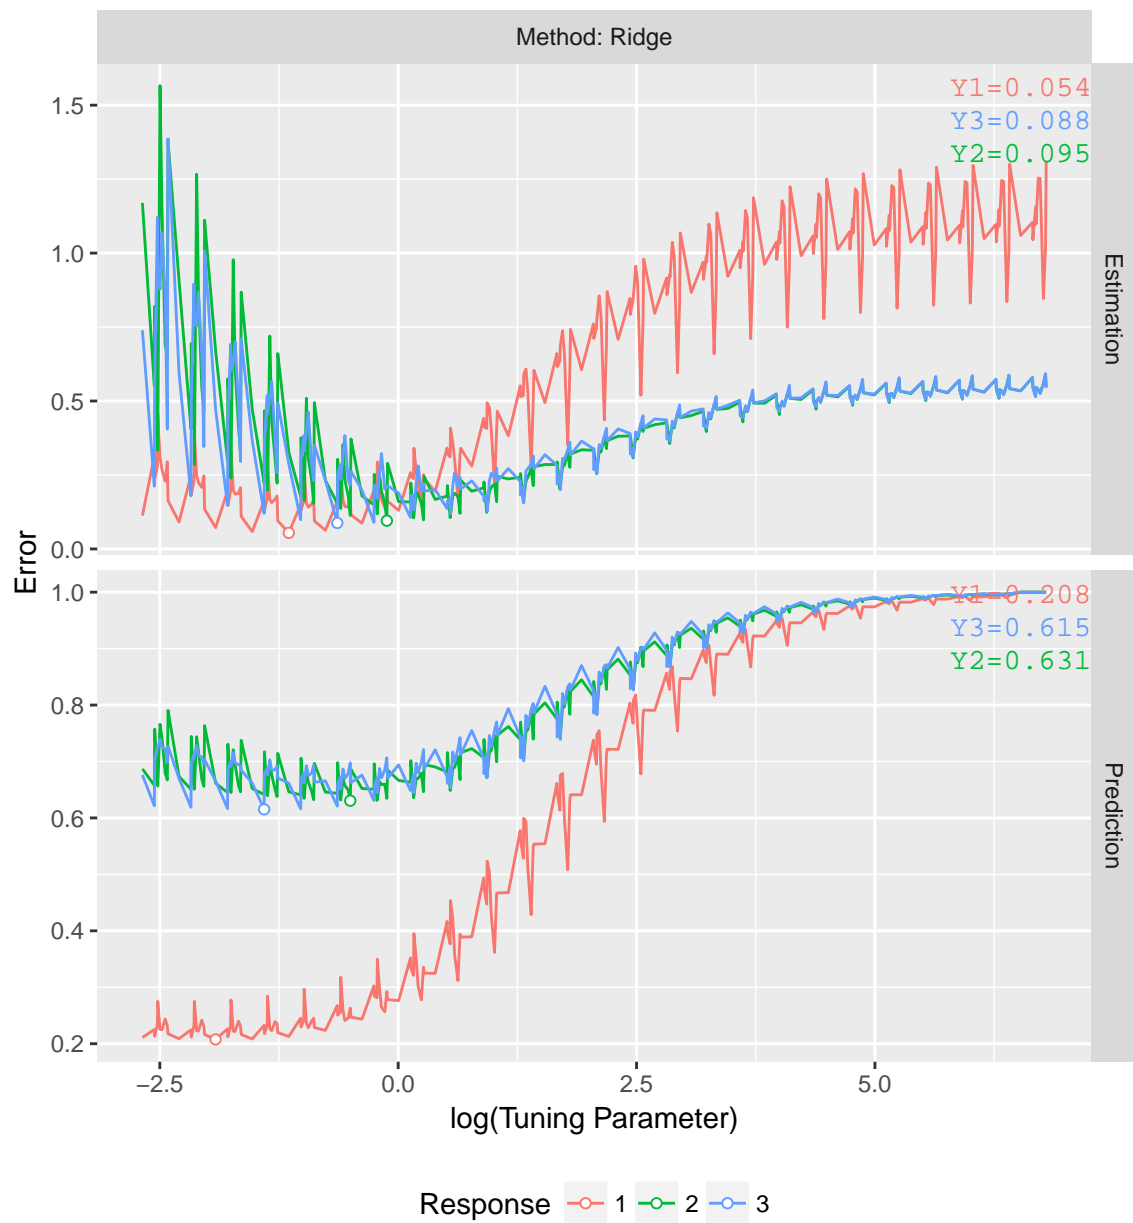 Method: Ridge
Y1=0.054
Y3=0.088
Y2=0.095
1.5
1.0
0.5
0.0
Estimation
Error
Y1=0.208
Y3=0.615
Y2=0.631
1.0
0.8
0.6
0.4
0.2
Prediction
−2.5 0.0 2.5 5.0
log(Tuning Parameter)
Response 1 2 3